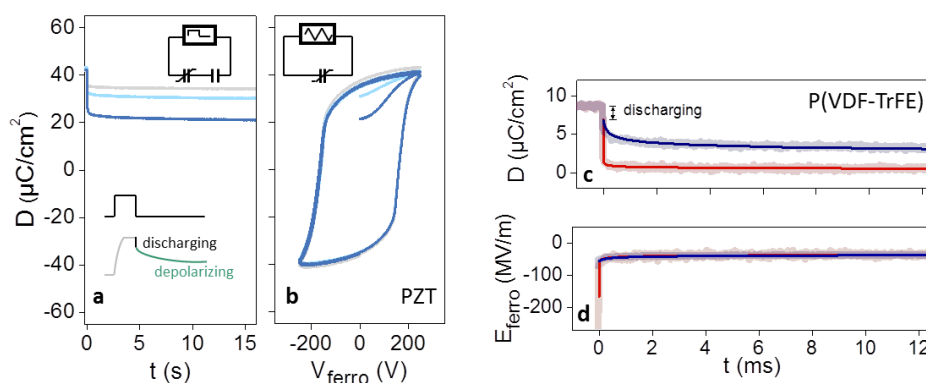 60
40
20
0
-20
-40
-60
D (µC/cm²)
discharging
depolarizing
a
0
5
10
15
t (s)
b
PZT
-200
0
200
V_ferro (V)
10
5
0
D (µC/cm²)
discharging
P(VDF-TrFE)
c
0
-100
-200
E_ferro (MV/m)
d
0
2
4
6
8
10
12
t (ms)